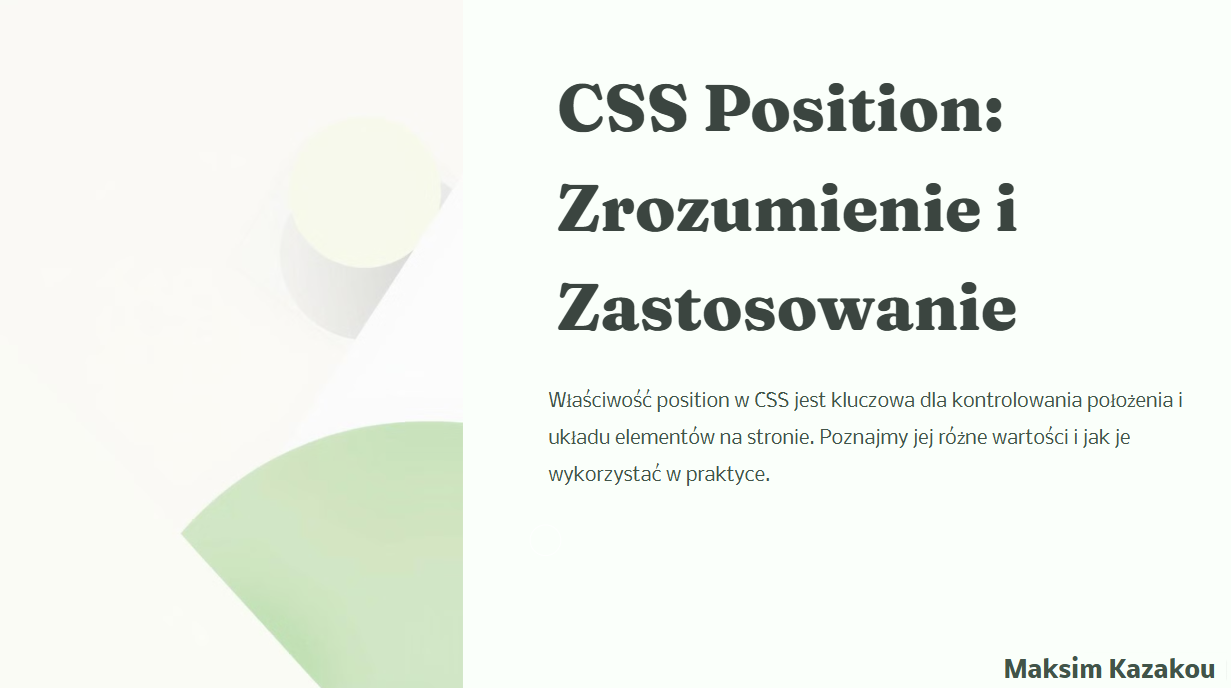 CSS Position:
Zrozumienie i
Zastosowanie
Właściwość position w CSS jest kluczowa dla kontrolowania położenia i
układu elementów na stronie. Poznajmy jej różne wartości i jak je
wykorzystać w praktyce.
Maksim Kazakou